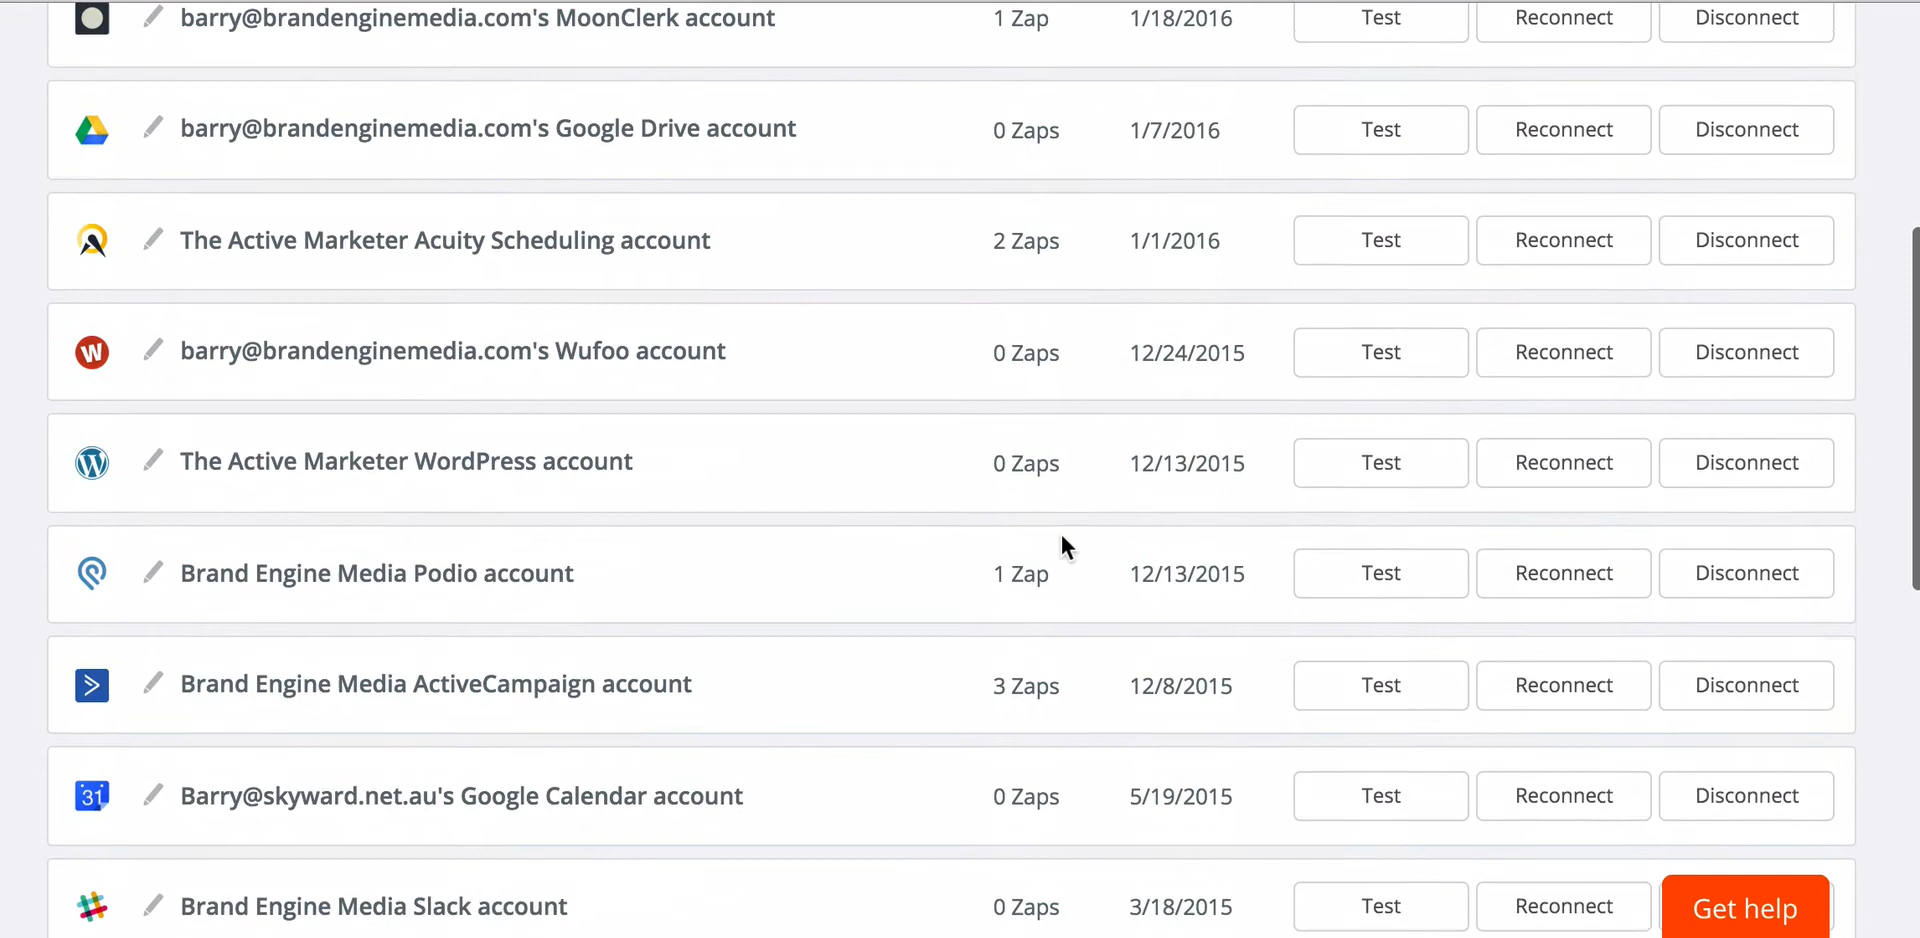 barry@brandenginemedia.com's MoonClerk account 1 Zap 1/18/2016 Test Reconnect Disconnect
barry@brandenginemedia.com's Google Drive account 0 Zaps 1/7/2016 Test Reconnect Disconnect
The Active Marketer Acuity Scheduling account 2 Zaps 1/1/2016 Test Reconnect Disconnect
W barry@brandenginemedia.com's Wufoo account 0 Zaps 12/24/2015 Test Reconnect Disconnect
W The Active Marketer WordPress account 0 Zaps 12/13/2015 Test Reconnect Disconnect
Brand Engine Media Podio account 1 Zap 12/13/2015 Test Reconnect Disconnect
Brand Engine Media ActiveCampaign account 3 Zaps 12/8/2015 Test Reconnect Disconnect
31 Barry@skyward.net.au's Google Calendar account 0 Zaps 5/19/2015 Test Reconnect Disconnect
Brand Engine Media Slack account 0 Zaps 3/18/2015 Test Reconnect Get help